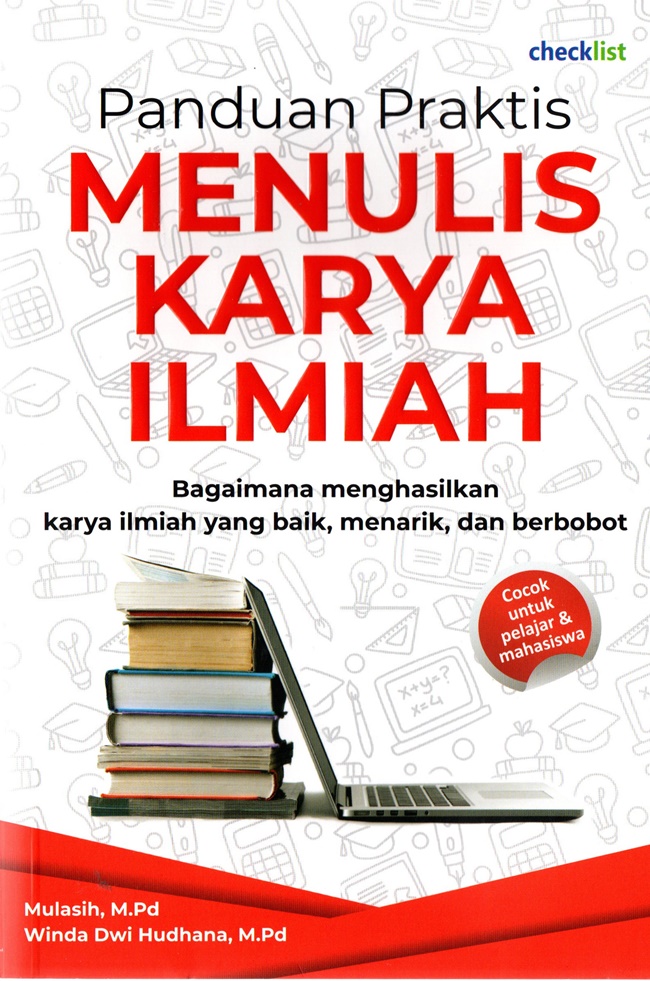 checklist
Panduan Praktis
MENULIS
KARYA
ILMIAH
Bagaimana menghasilkan
karya ilmiah yang baik, menarik, dan berbobot
Cocok
untuk
pelajar &
mahasiswa
x+y=?
x=4
Mulasih, M.Pd
Winda Dwi Hudhana, M.Pd